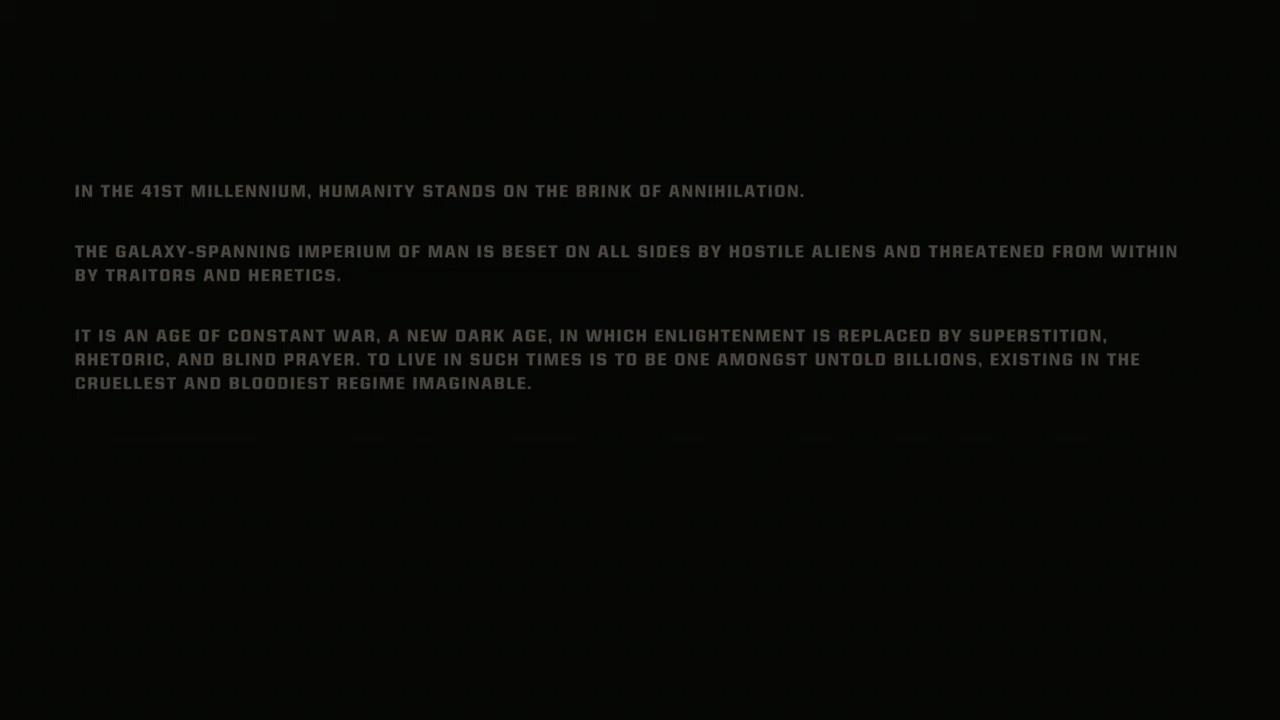 IN THE 41ST MILLENNIUM, HUMANITY STANDS ON THE BRINK OF ANNIHILATION.
THE GALAXY-SPANNING IMPERIUM OF MAN IS BESET ON ALL SIDES BY HOSTILE ALIENS AND THREATENED FROM WITHIN
BY TRAITORS AND HERETICS.
IT IS AN AGE OF CONSTANT WAR, A NEW DARK AGE, IN WHICH ENLIGHTENMENT IS REPLACED BY SUPERSTITION,
RHETORIC, AND BLIND PRAYER. TO LIVE IN SUCH TIMES IS TO BE ONE AMONGST UNTOLD BILLIONS, EXISTING IN THE
CRUELLEST AND BLOODIEST REGIME IMAGINABLE.